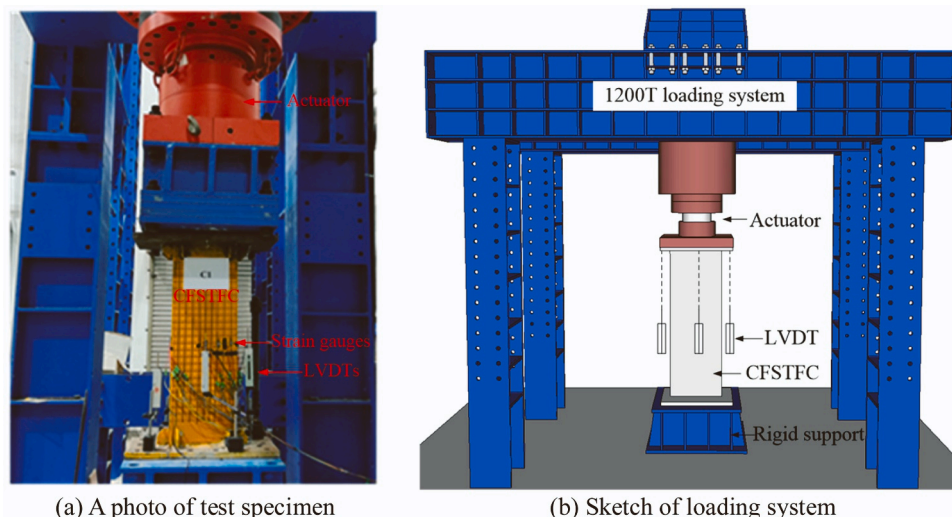 Actuator
C1
CFSTFC
Strain gauges
LVDTs
(a) A photo of test specimen
1200T loading system
Actuator
LVDT
CFSTFC
Rigid support
(b) Sketch of loading system